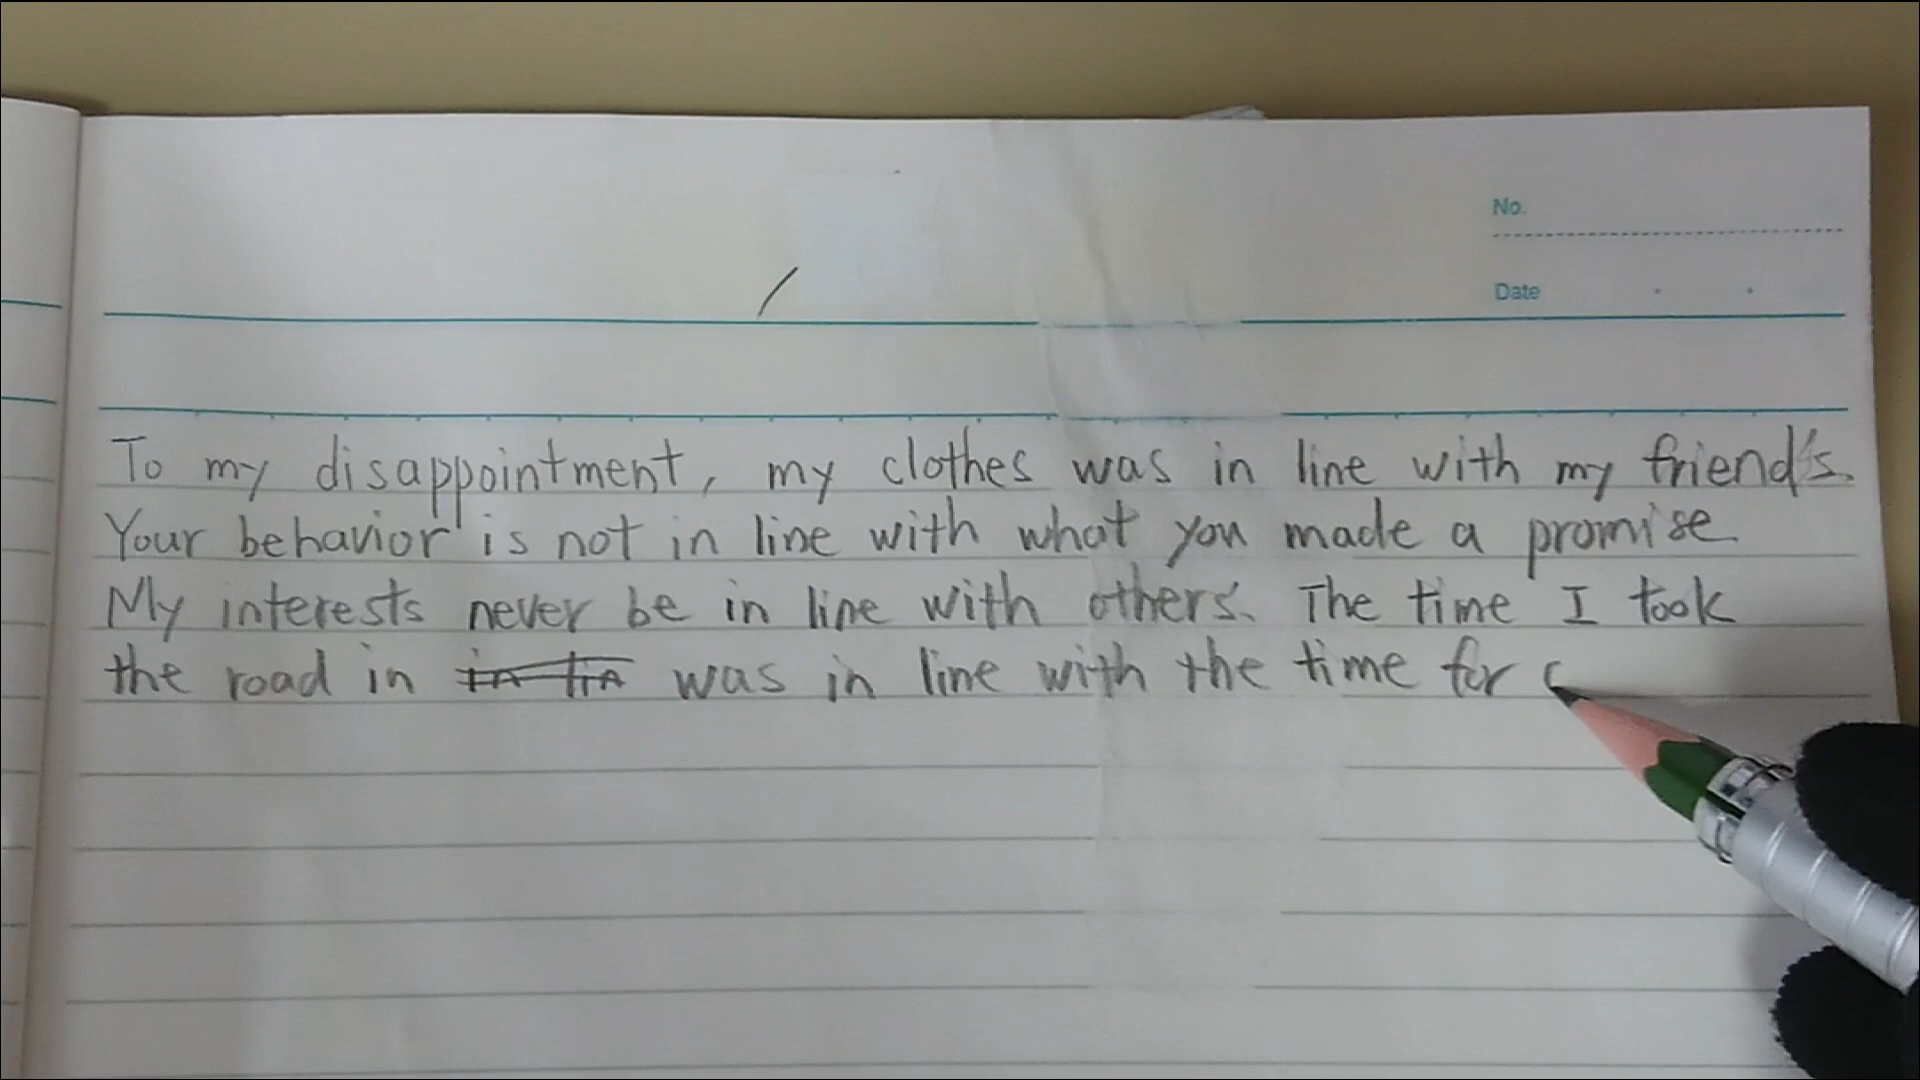 No.
Date
To my disappointment, my clothes was in line with my friend's.
Your behavior is not in line with what you made a promise.
My interests never be in line with others. The time I took
the road in was in line with the time for